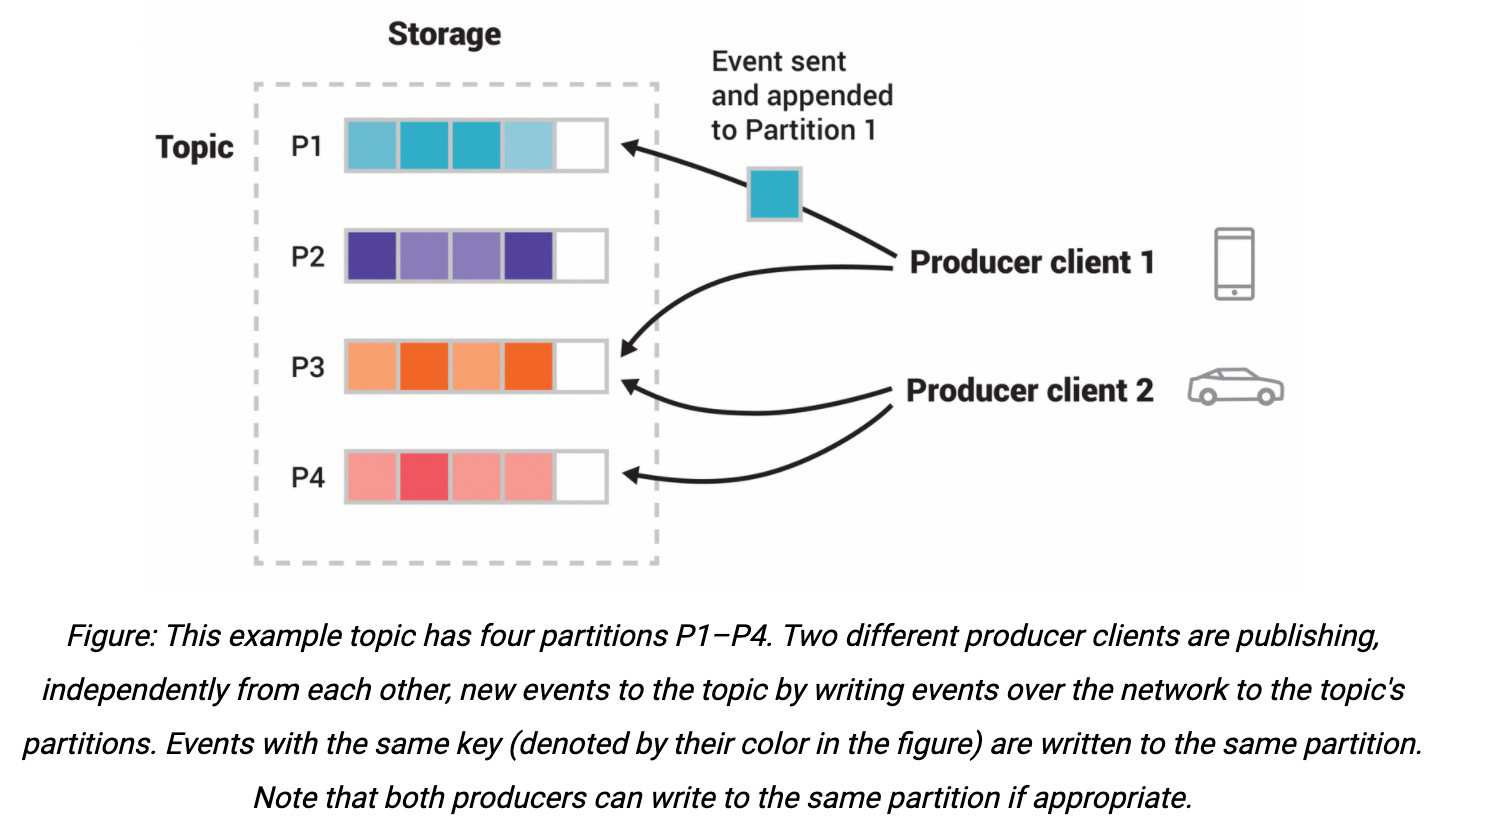 Storage
Event sent
and appended
to Partition 1
Topic
P1
P2
Producer client 1
P3
Producer client 2
P4
Figure: This example topic has four partitions P1–P4. Two different producer clients are publishing,
independently from each other, new events to the topic by writing events over the network to the topic's
partitions. Events with the same key (denoted by their color in the figure) are written to the same partition.
Note that both producers can write to the same partition if appropriate.